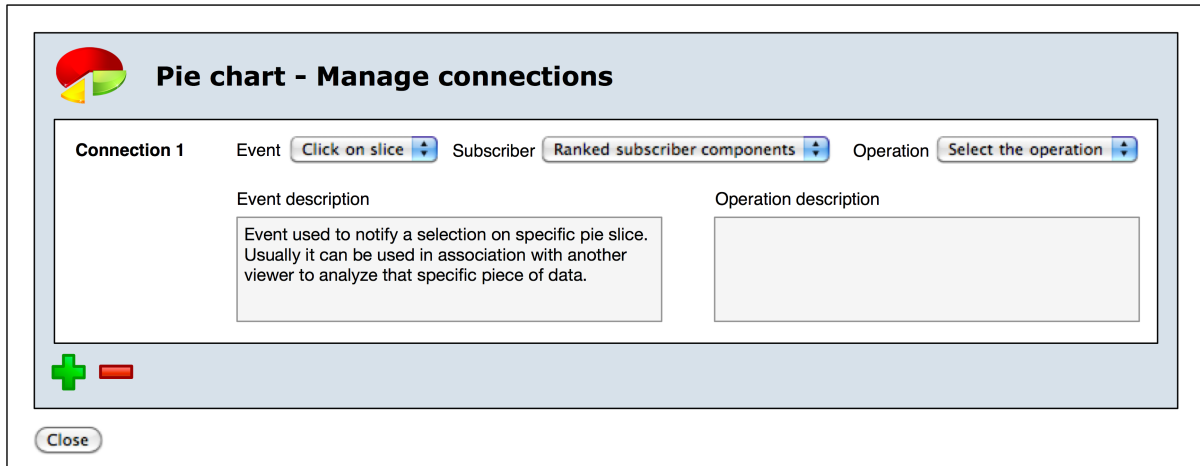 Pie chart - Manage connections
Connection 1 Event Click on slice Subscriber Ranked subscriber components Operation Select the operation
Event description Operation description
Event used to notify a selection on specific pie slice.
Usually it can be used in association with another
viewer to analyze that specific piece of data.
Close